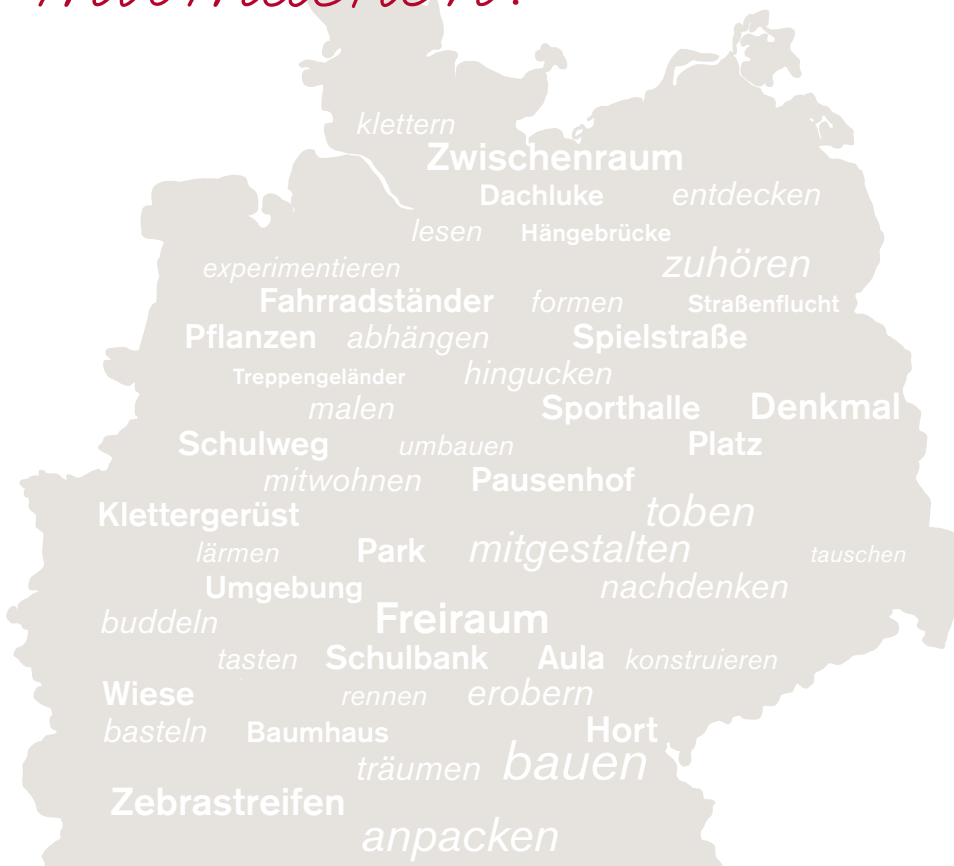 klettern
Zwischenraum
Dachluke entdecken
lesen Hängebrücke
experimentieren zuhören
Fahrradständer formen Straßenflucht
Pflanzen abhängen Spielstraße
Treppengeländer hingucken
malen Sporthalle Denkmal
Schulweg umbauen Platz
mitwohnen Pausenhof
Klettergerüst toben
lärmen Park mitgestalten tauschen
Umgebung nachdenken
buddeln Freiraum
tasten Schulbank Aula konstruieren
Wiese rennen erobern
basteln Baumhaus Hort
träumen bauen
Zebrastreifen
anpacken